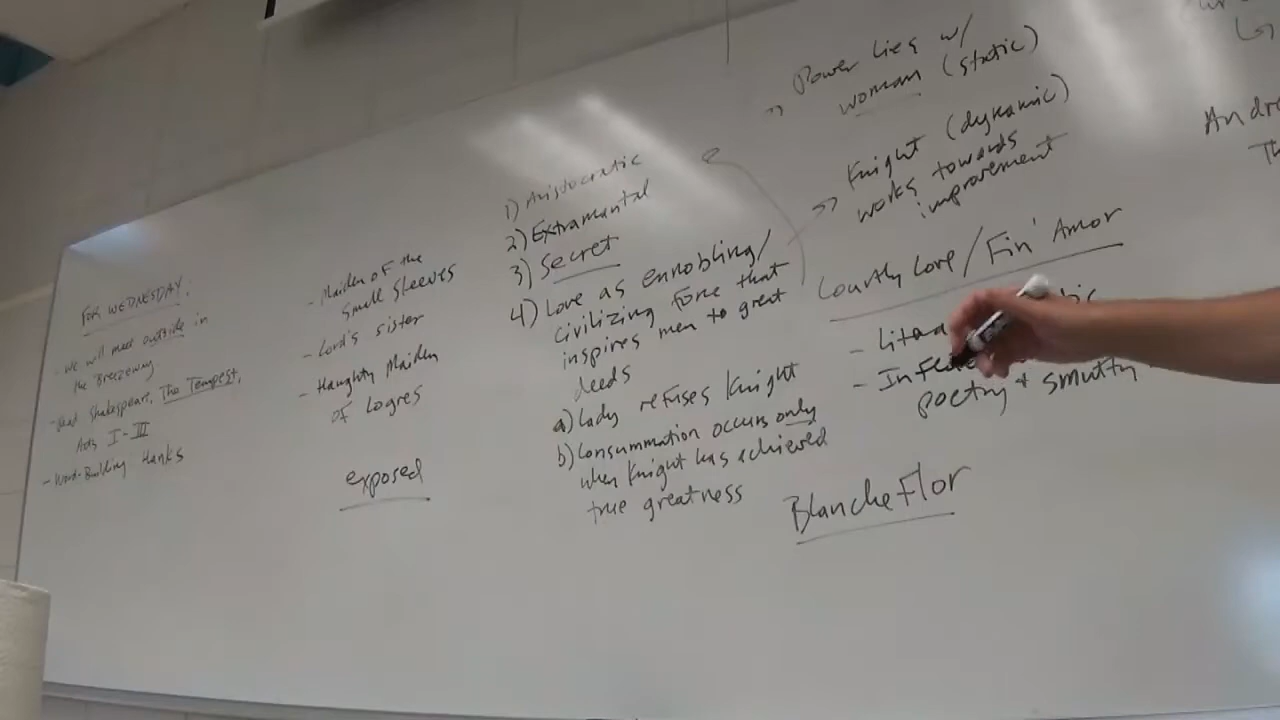 FOR WEDNESDAY,
- We will meet outside in
the Breezeway
- Read Shakespeare, The Tempest,
Acts I-III
- Word-Building Hanks
- Maiden of the
Small Sleeves
- Lord's sister
- Haughty Maiden
of Logres
exposed
1) Aristocratic
2) Extramarital
3) Secret
4) Love as ennobling/
civilizing force that
inspires men to great
deeds
a) Lady refuses Knight
b) Consummation occurs only
when Knight has achieved
true greatness
Power lies w/
woman (static)
Knight (dynamic)
works towards
improvement
Courtly Love/Fin' Amor
-
- In
poetry + smutty
Blancheflor